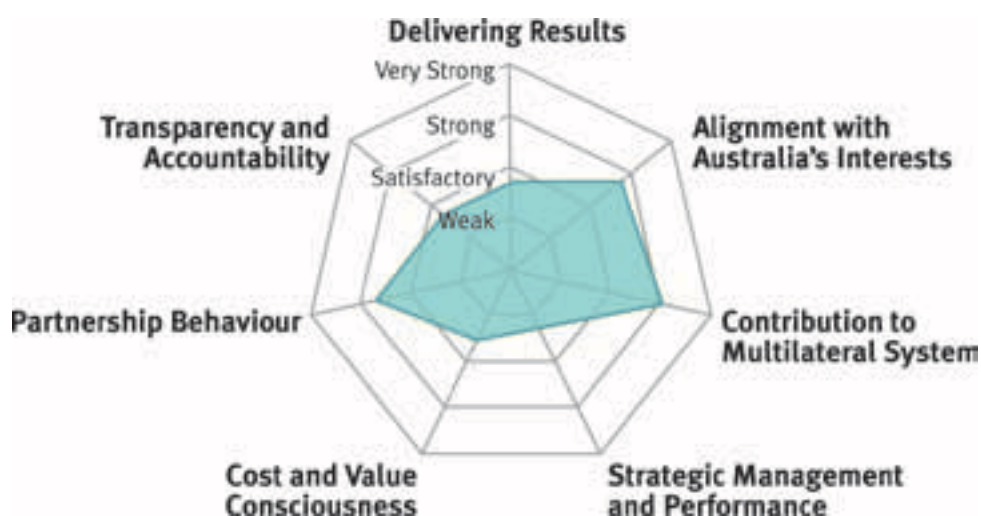 Delivering Results
Very Strong
Strong
Satisfactory
Weak
Transparency and
Accountability
Alignment with
Australia's Interests
Partnership Behaviour
Contribution to
Multilateral System
Cost and Value
Consciousness
Strategic Management
and Performance